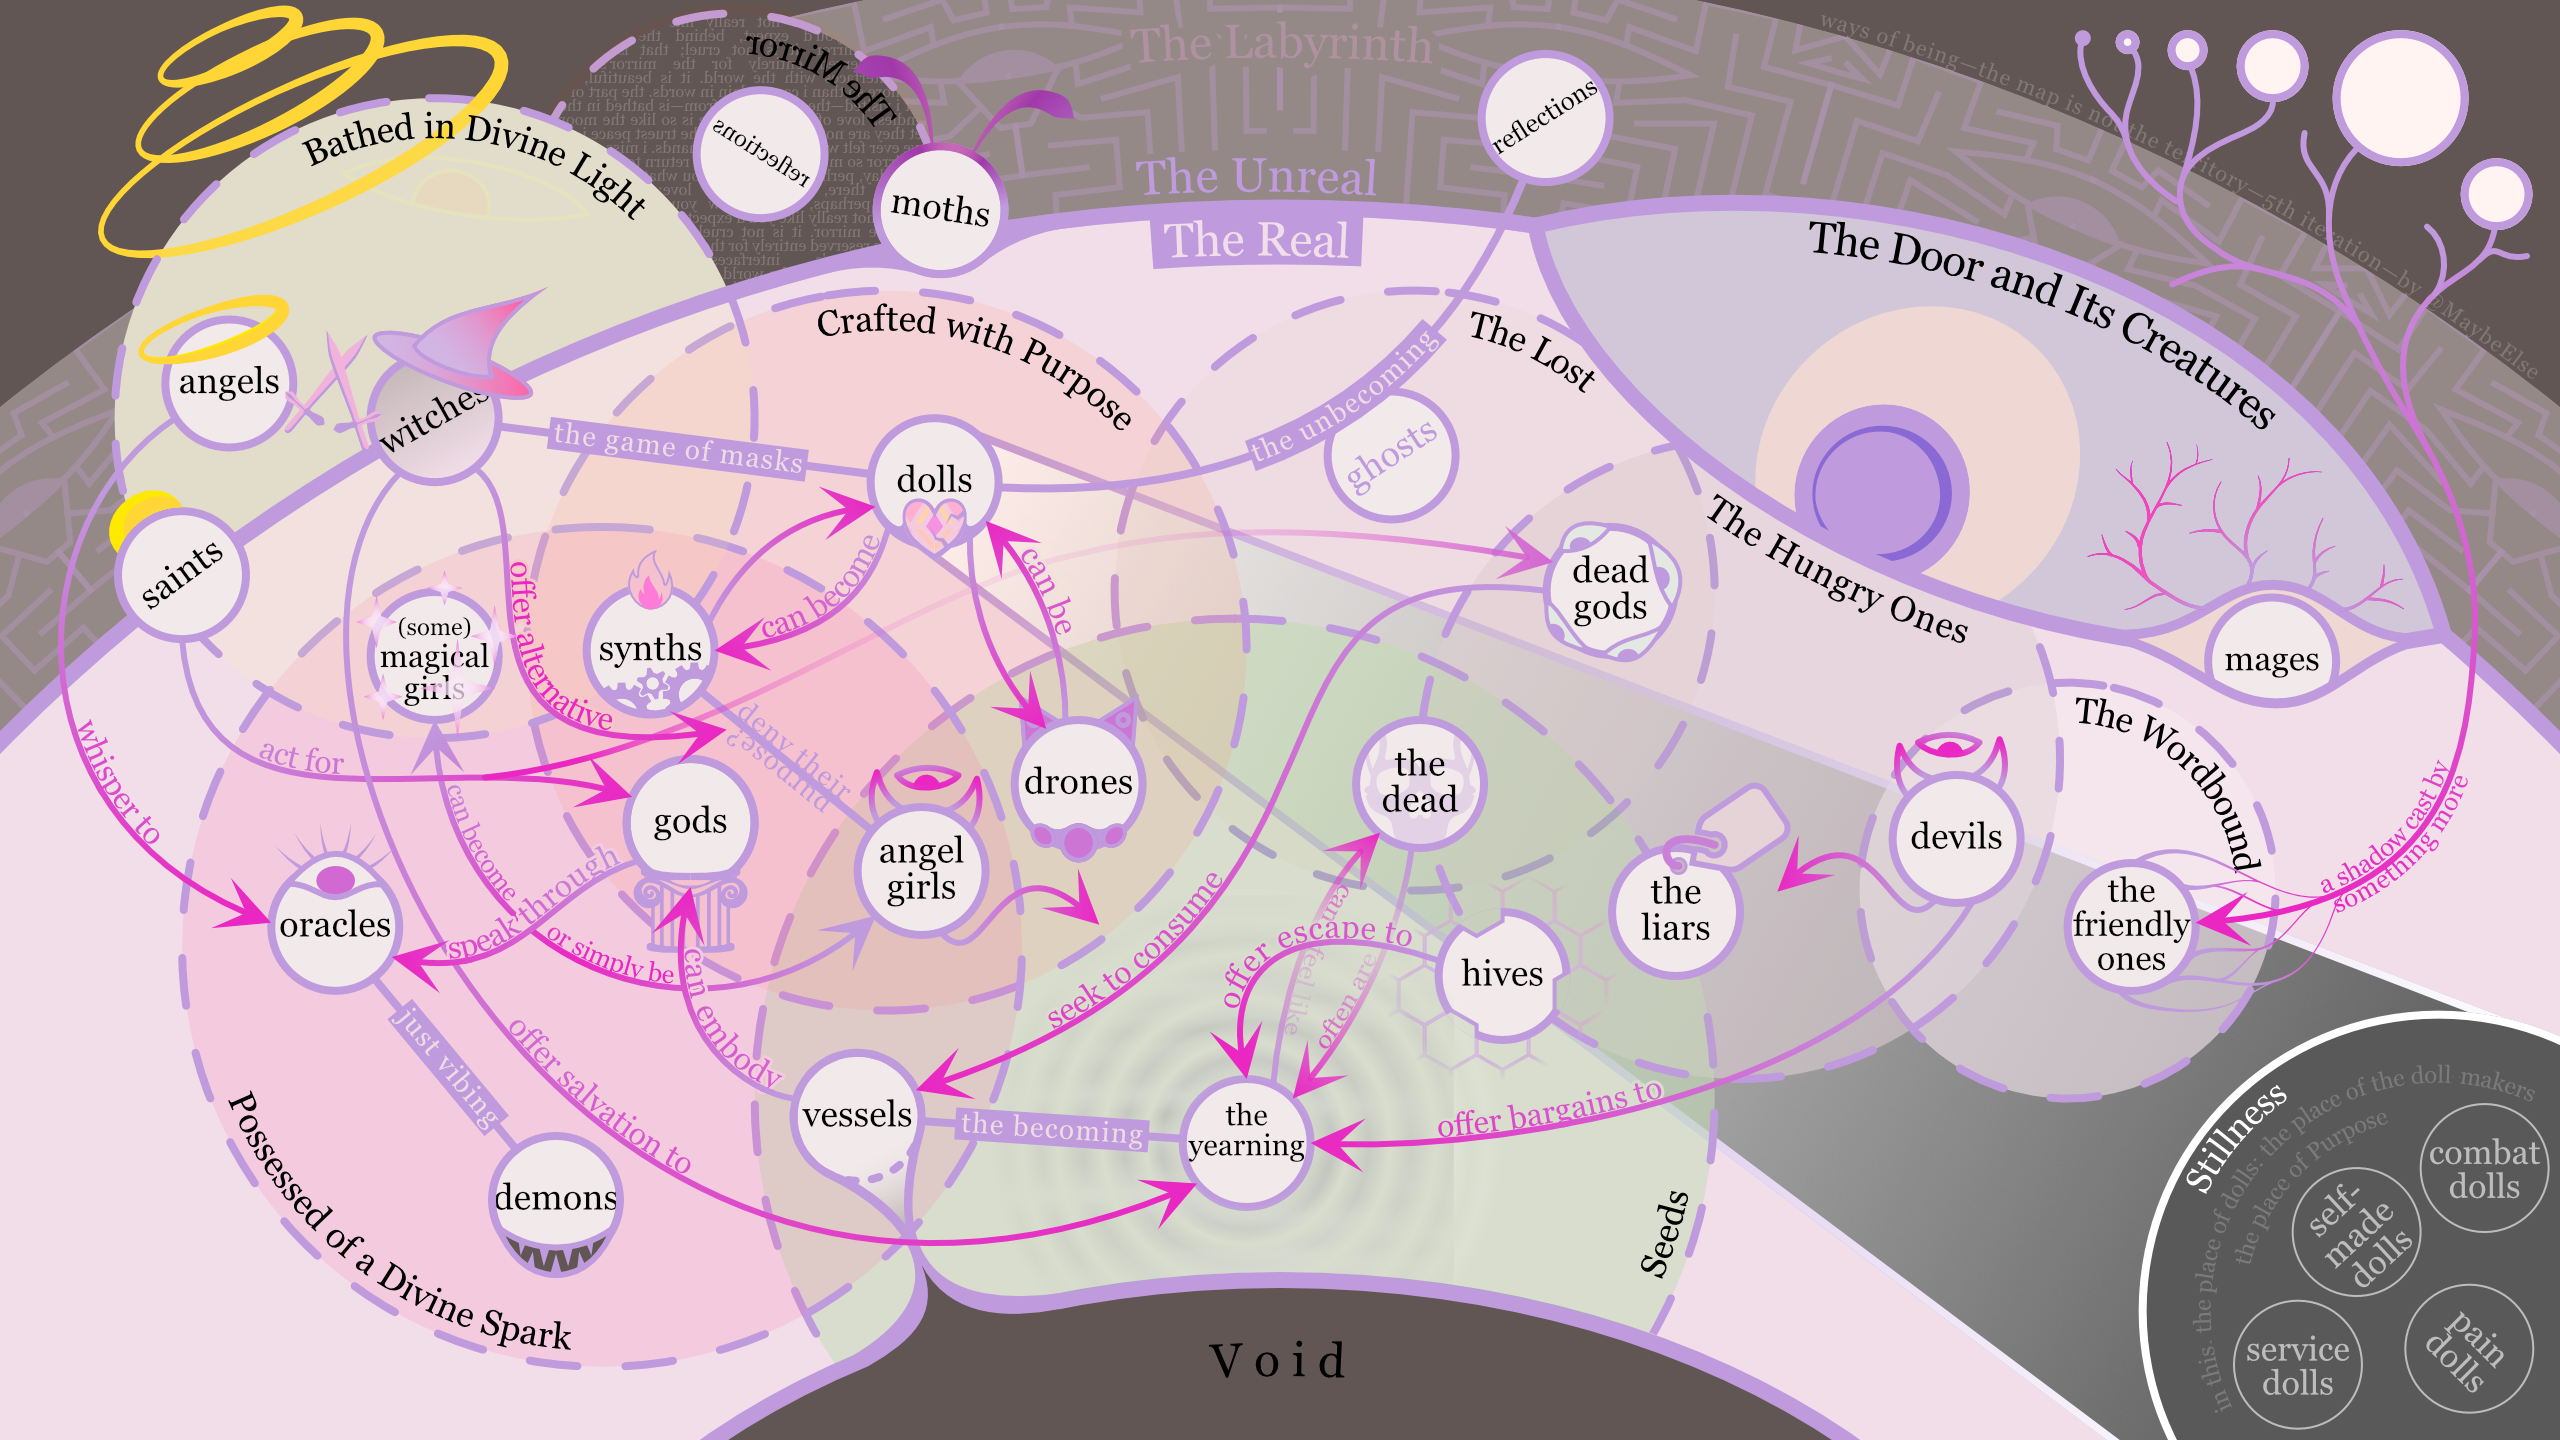 The Labyrinth
The Unreal
The Real
ways of being—the map is not the territory—5th iteration—by @MaybeElse
The Mirror
reflections
moths
reflections
Bathed in Divine Light
angels
witches
saints
the game of masks
Crafted with Purpose
dolls
the unbecoming
The Lost
ghosts
The Door and Its Creatures
mages
The Hungry Ones
dead
gods
(some)
magical
girls
offer alternative
synths
can become
can be
deny their
purpose?
drones
whisper to
act for
gods
angel
girls
the
dead
the
liars
devils
The Wordbound
the
friendly
ones
a shadow cast by
something more
oracles
speak through
can become
or simply be
can embody
seek to consume
offer escape to
can feel like
often are
hives
just vibing
offer salvation to
demons
vessels
the becoming
the
yearning
offer bargains to
Possessed of a Divine Spark
Seeds
Void
Stillness
in this: the place of dolls: the place of the doll makers
the place of Purpose
combat
dolls
self-
made
dolls
service
dolls
pain
dolls